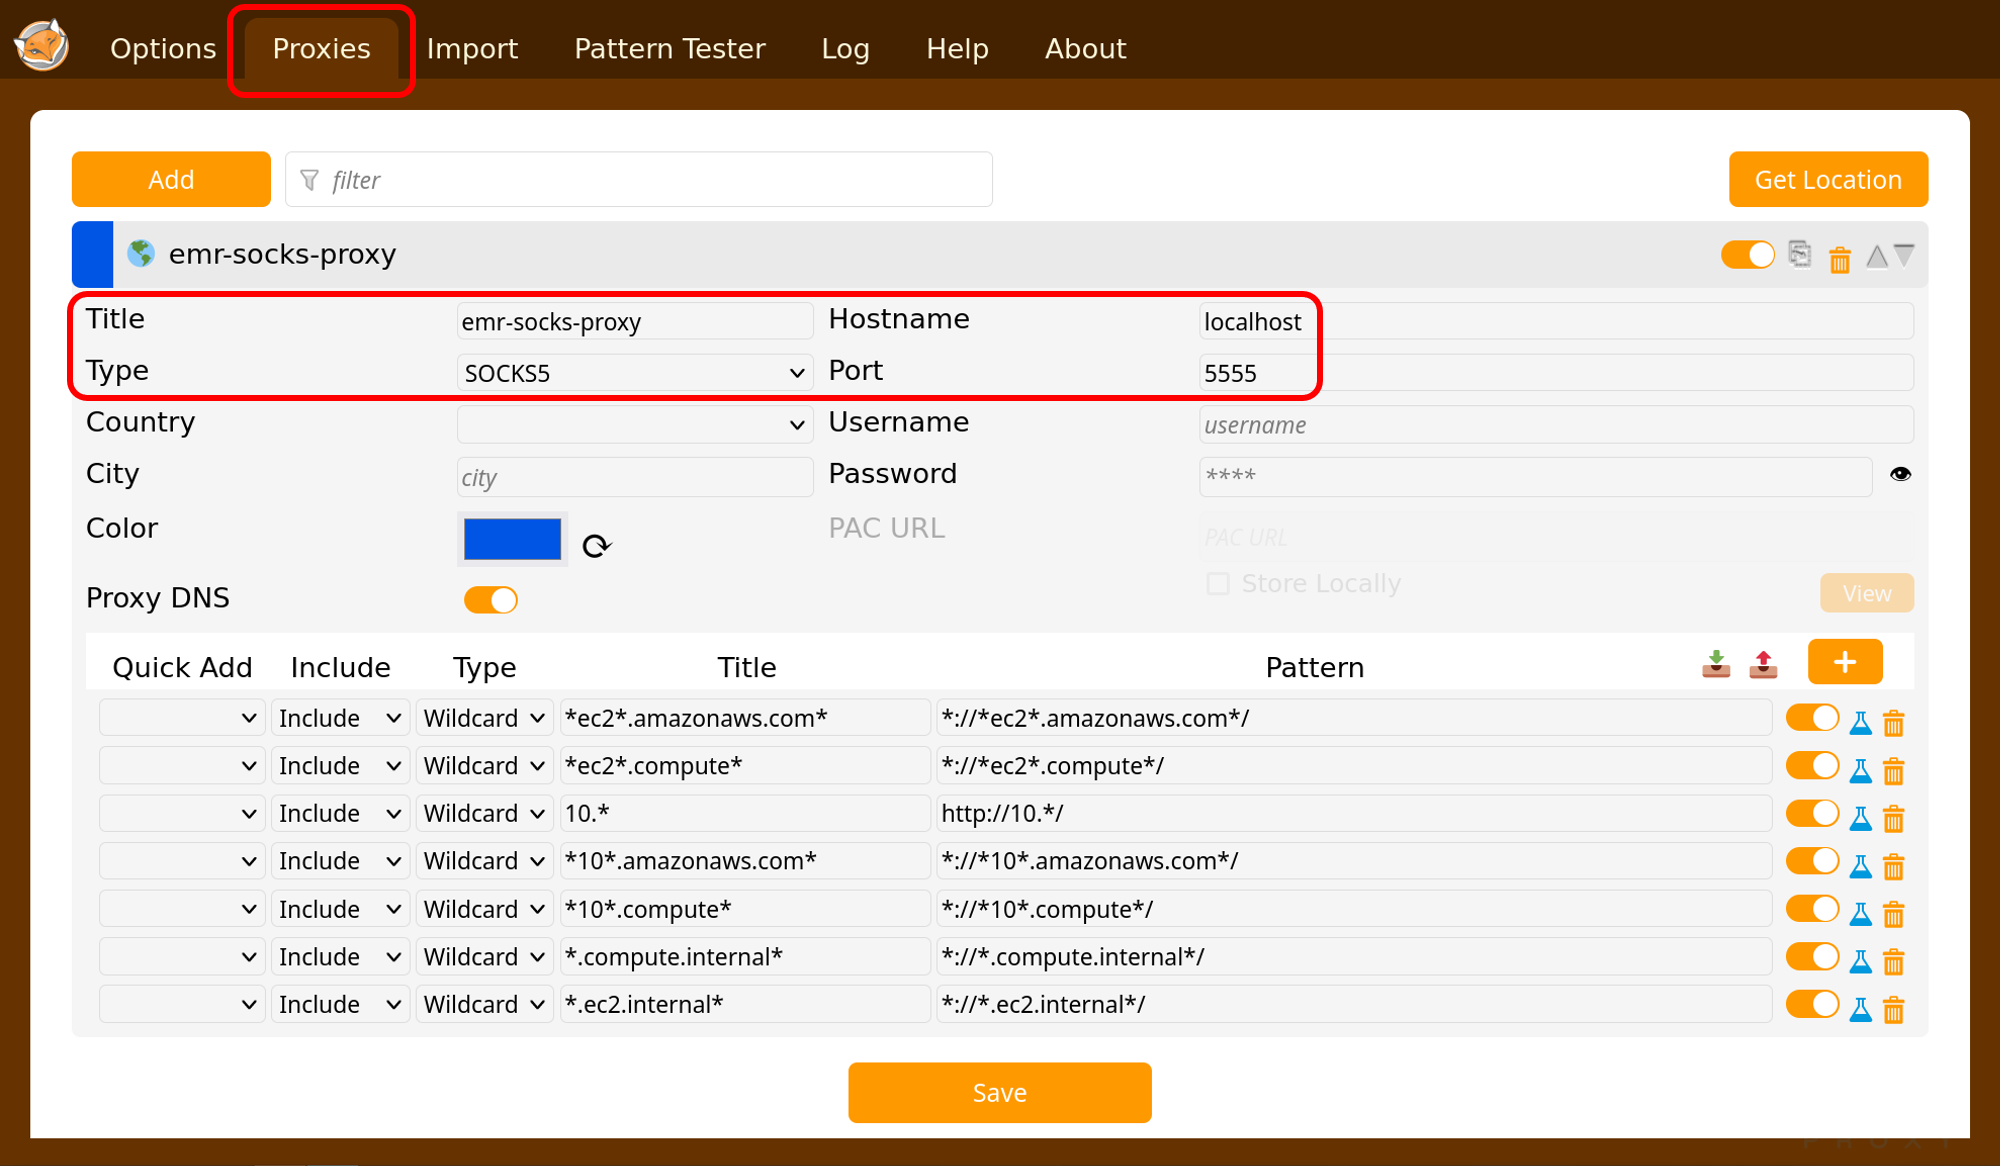 Options Proxies Import Pattern Tester Log Help About
Add filter Get Location
emr-socks-proxy
Title emr-socks-proxy Hostname localhost
Type SOCKS5 Port 5555
Country Username username
City city Password ****
Color PAC URL PAC URL
Store Locally View
Proxy DNS
Quick Add Include Type Title Pattern +
Include Wildcard *ec2*.amazonaws.com* *://*ec2*.amazonaws.com*/
Include Wildcard *ec2*.compute* *://*ec2*.compute*/
Include Wildcard 10.* http://10.*/
Include Wildcard *10*.amazonaws.com* *://*10*.amazonaws.com*/
Include Wildcard *10*.compute* *://*10*.compute*/
Include Wildcard *.compute.internal* *://*.compute.internal*/
Include Wildcard *.ec2.internal* *://*.ec2.internal*/
Save